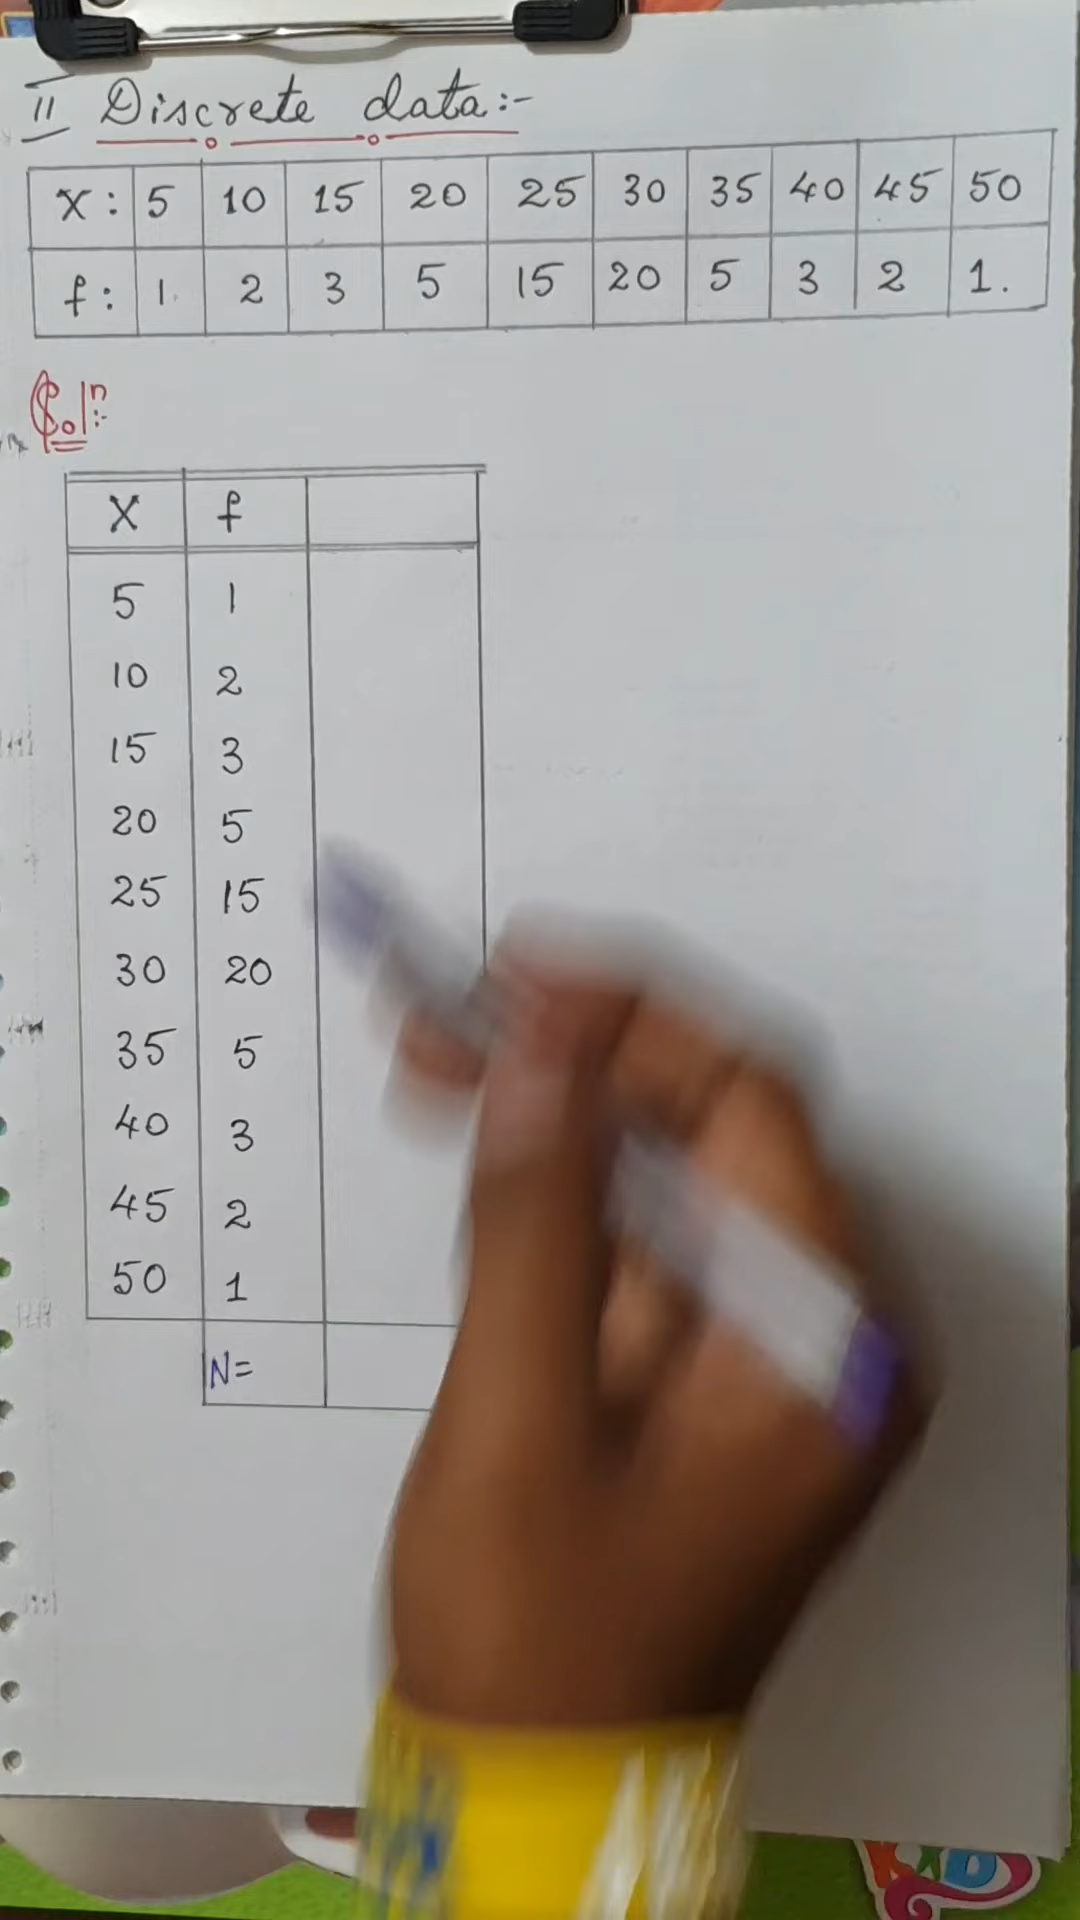 II Discrete data:-
X: 5 10 15 20 25 30 35 40 45 50
f: 1. 2 3 5 15 20 5 3 2 1.
Solⁿ:-
X f
5 1
10 2
15 3
20 5
25 15
30 20
35 5
40 3
45 2
50 1
N=